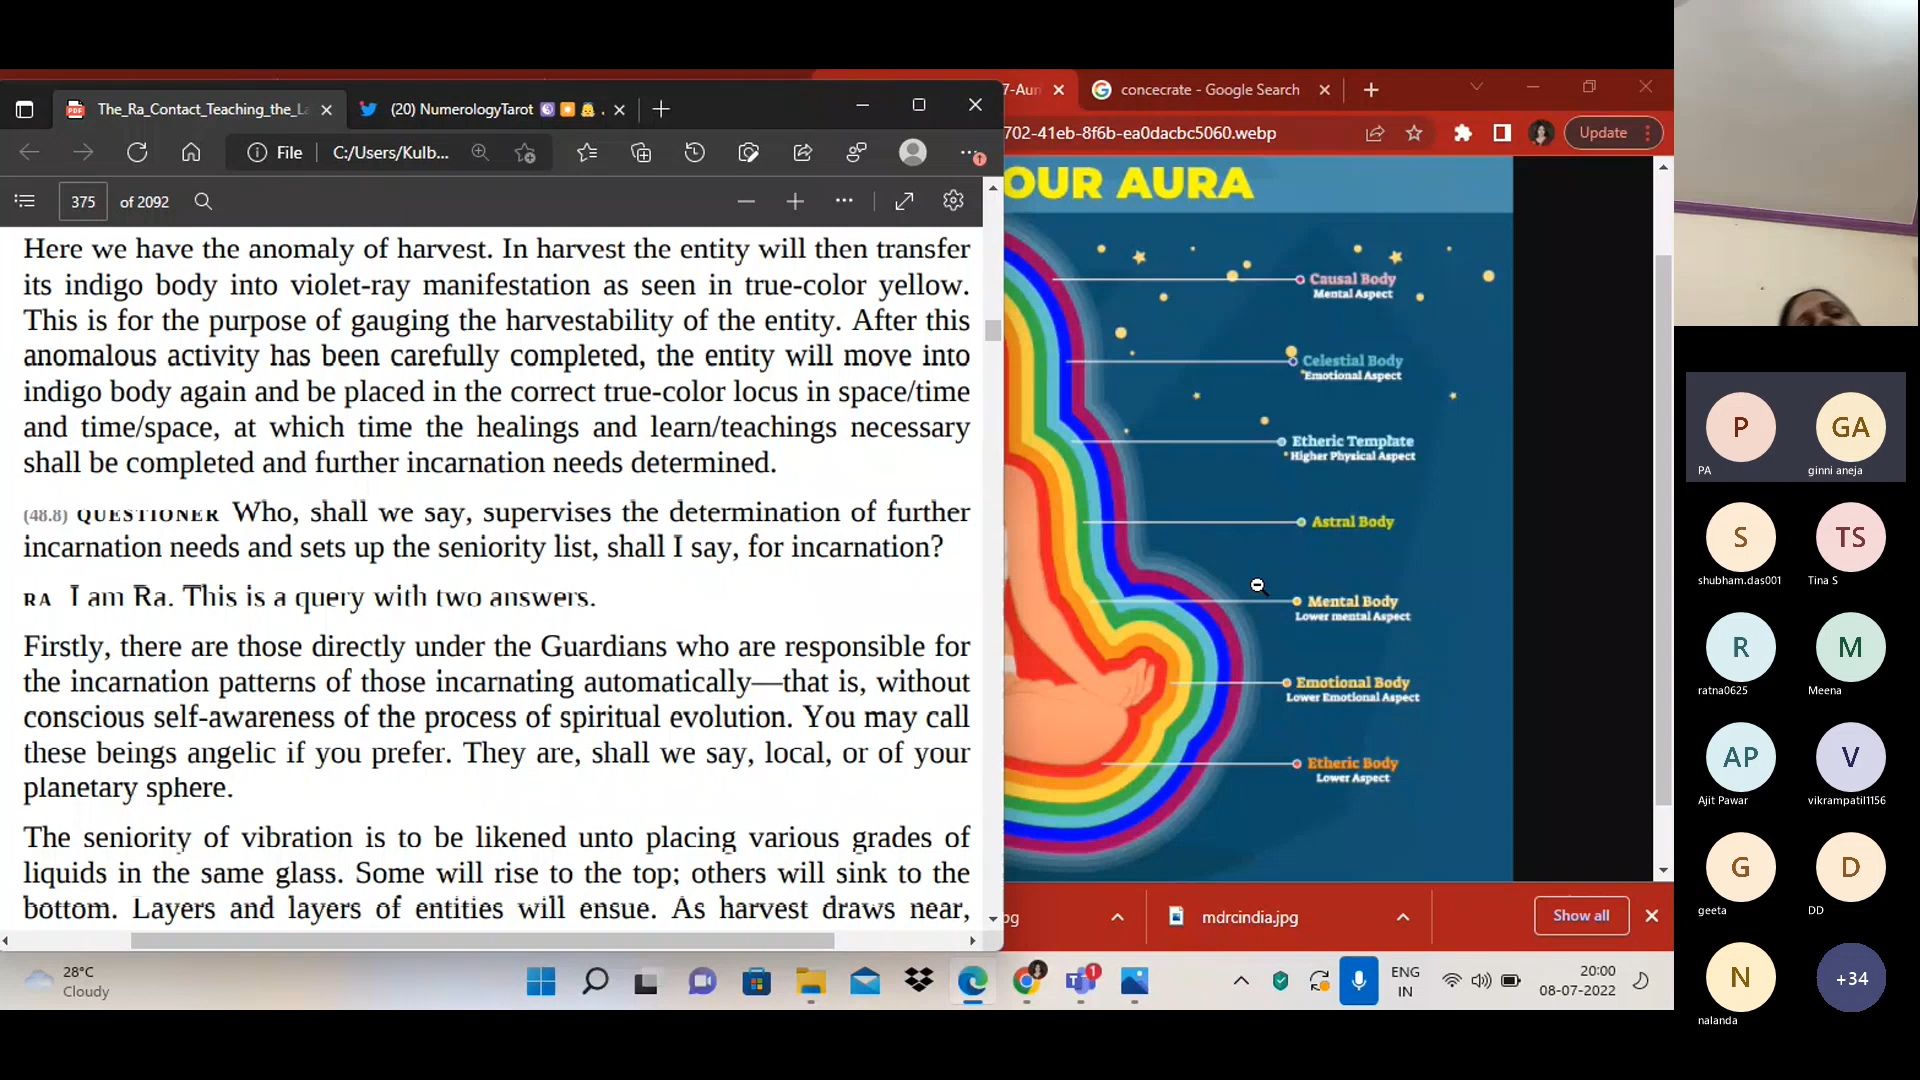 The_Ra_Contact_Teaching_the_La
(20) NumerologyTarot
7-Aur
concecrate - Google Search
File
C:/Users/Kulb...
702-41eb-8f6b-ea0dacbc5060.webp
Update
375 of 2092
Here we have the anomaly of harvest. In harvest the entity will then transfer
its indigo body into violet-ray manifestation as seen in true-color yellow.
This is for the purpose of gauging the harvestability of the entity. After this
anomalous activity has been carefully completed, the entity will move into
indigo body again and be placed in the correct true-color locus in space/time
and time/space, at which time the healings and learn/teachings necessary
shall be completed and further incarnation needs determined.
(48.8) QUESTIONER Who, shall we say, supervises the determination of further
incarnation needs and sets up the seniority list, shall I say, for incarnation?
RA I am Ra. This is a query with two answers.
Firstly, there are those directly under the Guardians who are responsible for
the incarnation patterns of those incarnating automatically—that is, without
conscious self-awareness of the process of spiritual evolution. You may call
these beings angelic if you prefer. They are, shall we say, local, or of your
planetary sphere.
The seniority of vibration is to be likened unto placing various grades of
liquids in the same glass. Some will rise to the top; others will sink to the
bottom. Layers and layers of entities will ensue. As harvest draws near,
OUR AURA
Causal Body
Mental Aspect
Celestial Body
Emotional Aspect
Etheric Template
Higher Physical Aspect
Astral Body
Mental Body
Lower mental Aspect
Emotional Body
Lower Emotional Aspect
Etheric Body
Lower Aspect
mdrcindia.jpg
Show all
28°C
Cloudy
1
ENG
IN
20:00
08-07-2022
P
PA
GA
ginni aneja
S
shubham.das001
TS
Tina S
R
ratna0625
M
Meena
AP
Ajit Pawar
V
vikrampatil1156
G
geeta
D
DD
N
nalanda
+34